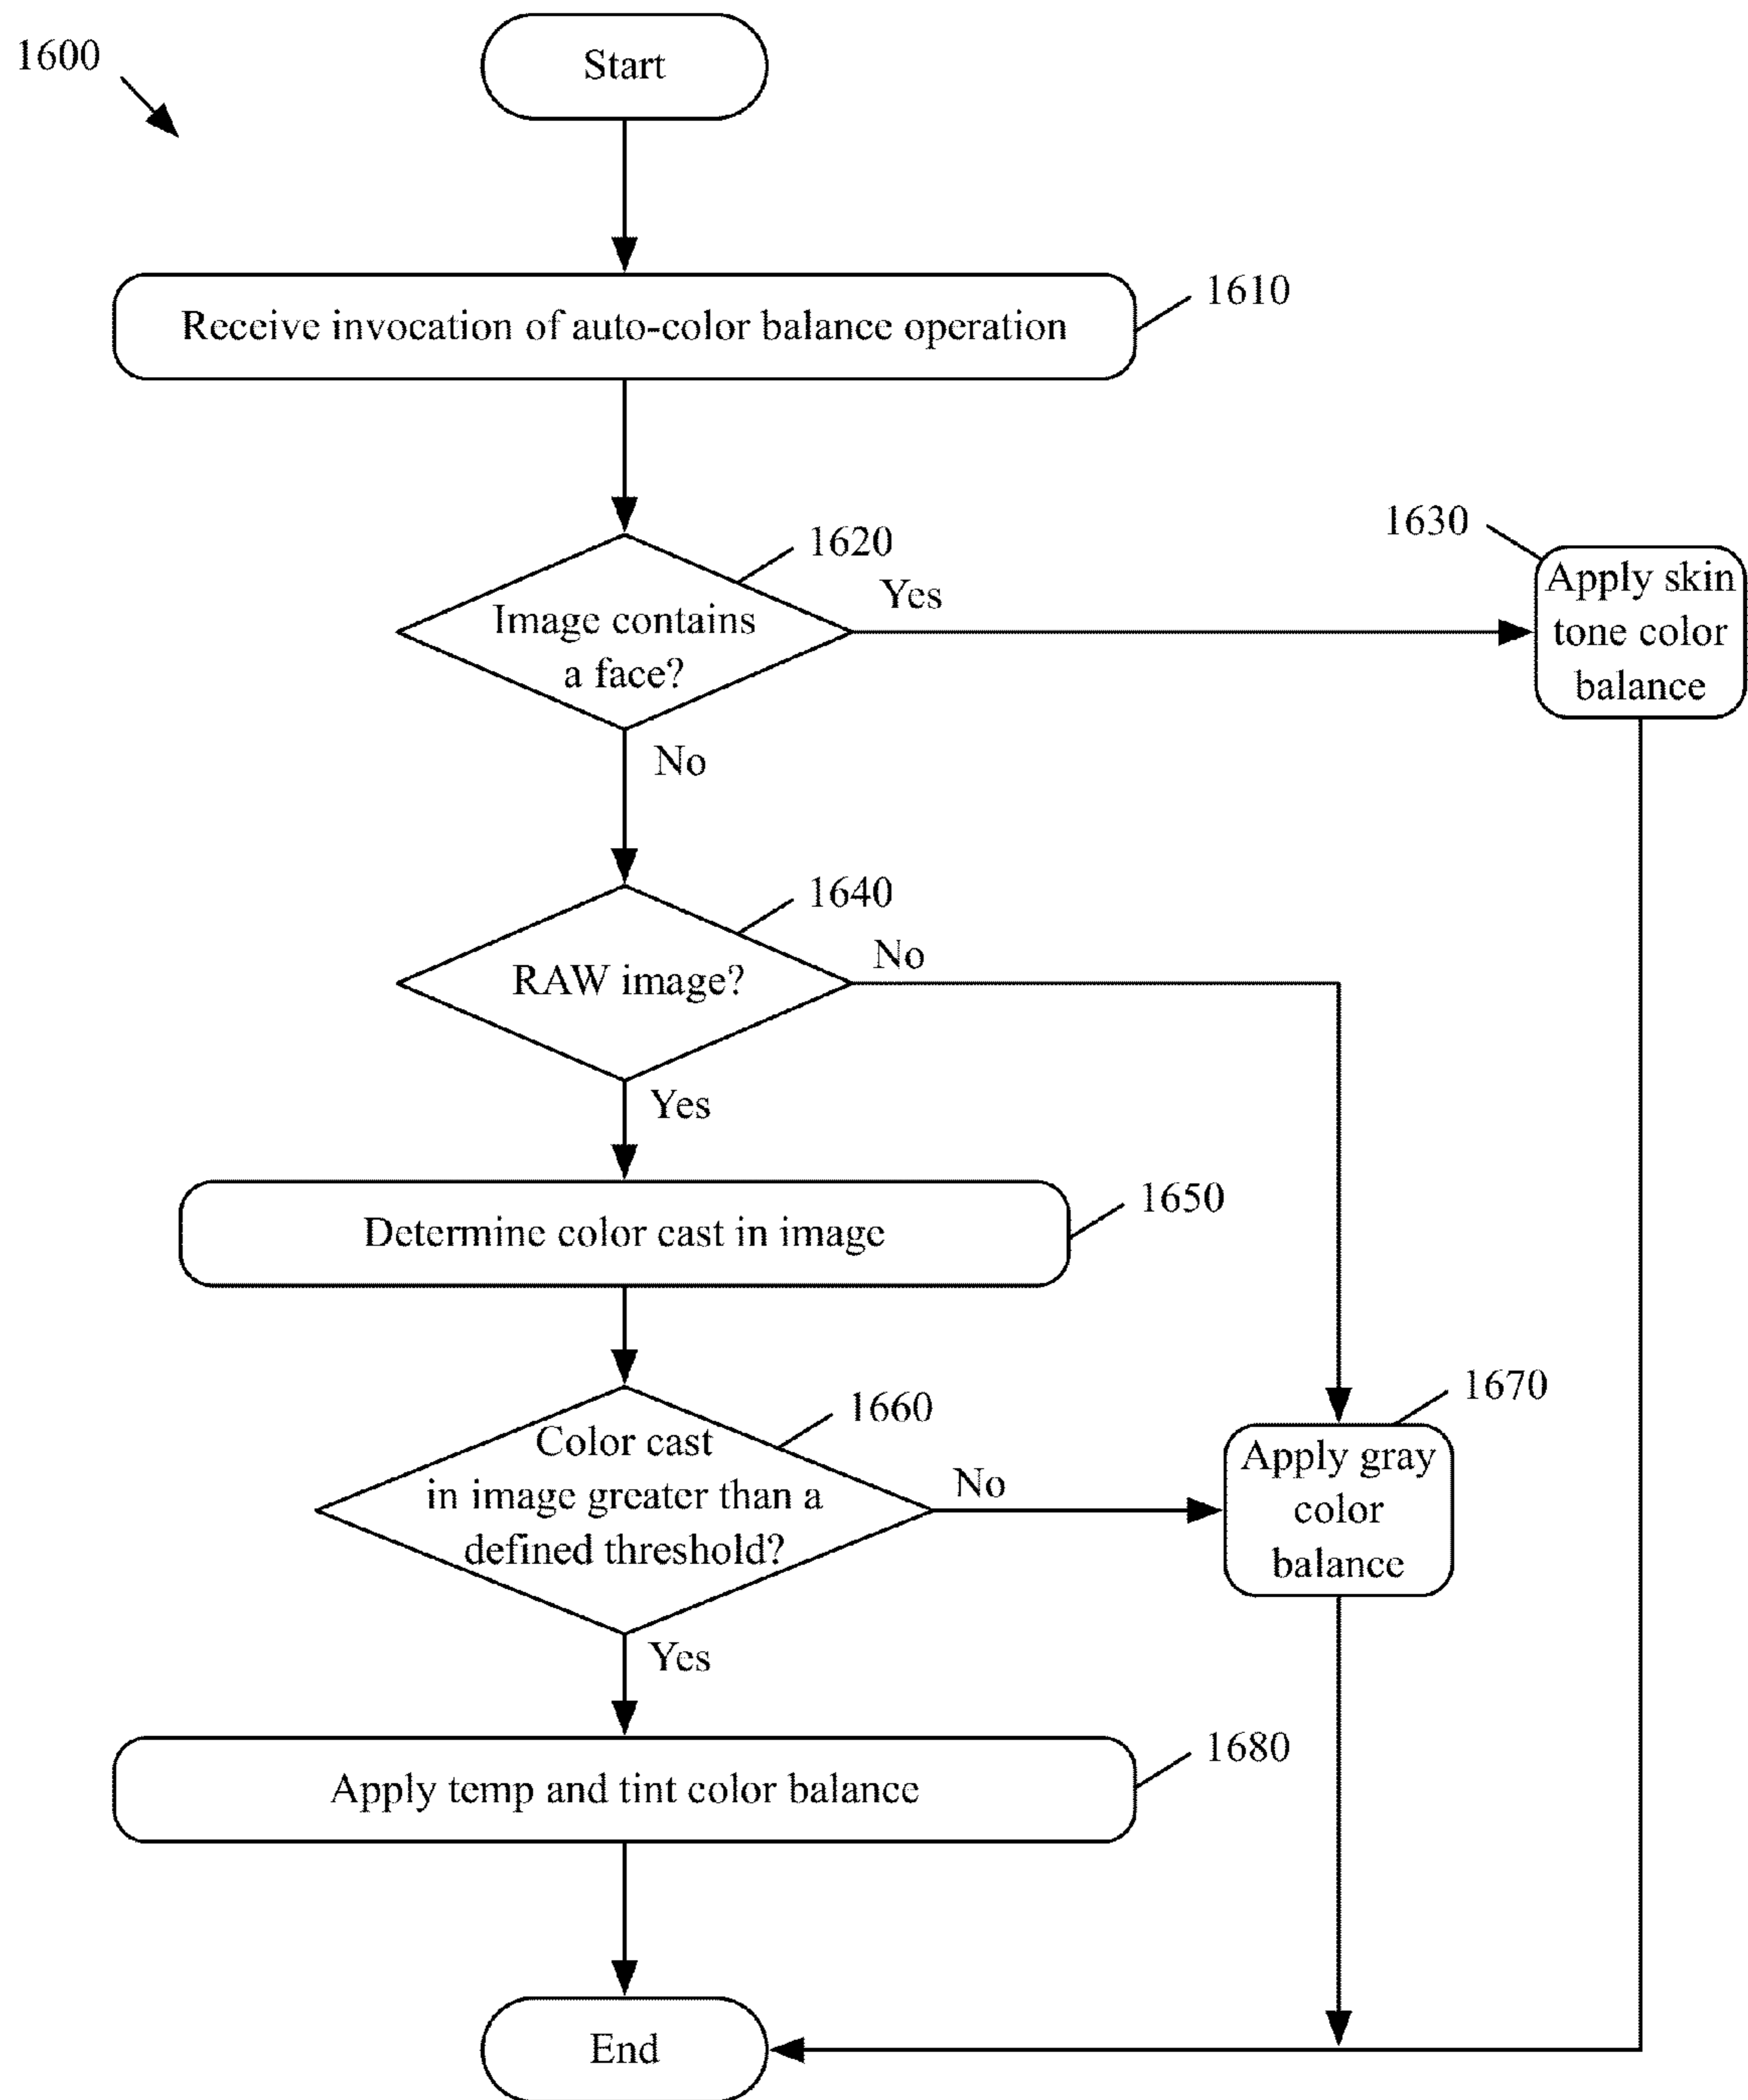 1600
Start
Receive invocation of auto-color balance operation
1610
1620
Image contains
a face?
Yes
1630
Apply skin
tone color
balance
No
1640
RAW image?
No
Yes
Determine color cast in image
1650
1660
Color cast
in image greater than a
defined threshold?
No
1670
Apply gray
color
balance
Yes
Apply temp and tint color balance
1680
End